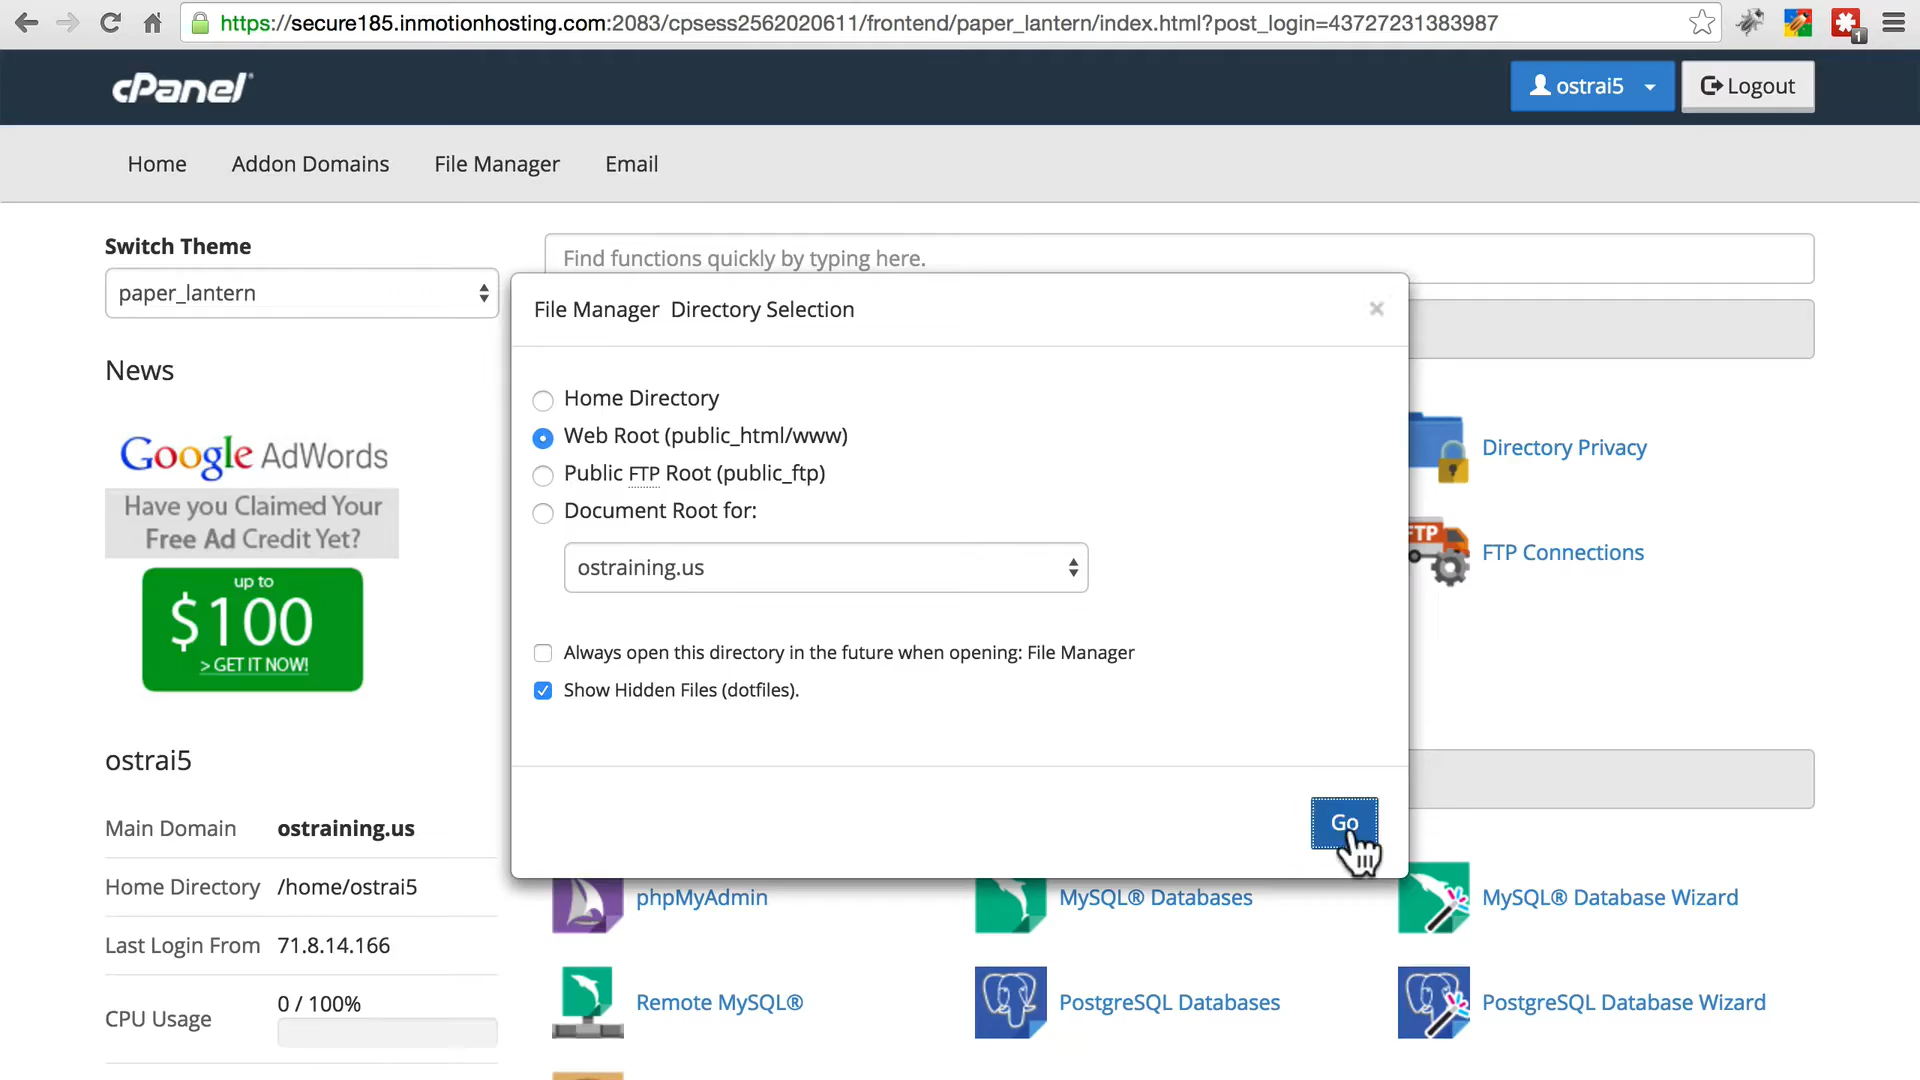 https://secure185.inmotionhosting.com:2083/cpsess2562020611/frontend/paper_lantern/index.html?post_login=43727231383987
1
cPanel®
ostrai5
Logout
Home
Addon Domains
File Manager
Email
Switch Theme
Find functions quickly by typing here.
paper_lantern
File Manager Directory Selection
×
News
Home Directory
Web Root (public_html/www)
Public FTP Root (public_ftp)
Document Root for:
ostraining.us
Always open this directory in the future when opening: File Manager
Show Hidden Files (dotfiles).
Go
Directory Privacy
FTP
FTP Connections
Google AdWords
Have you Claimed Your
Free Ad Credit Yet?
up to
$100
> GET IT NOW!
ostrai5
Main Domain ostraining.us
Home Directory /home/ostrai5
Last Login From 71.8.14.166
CPU Usage 0 / 100%
phpMyAdmin
MySQL® Databases
MySQL® Database Wizard
Remote MySQL®
PostgreSQL Databases
PostgreSQL Database Wizard